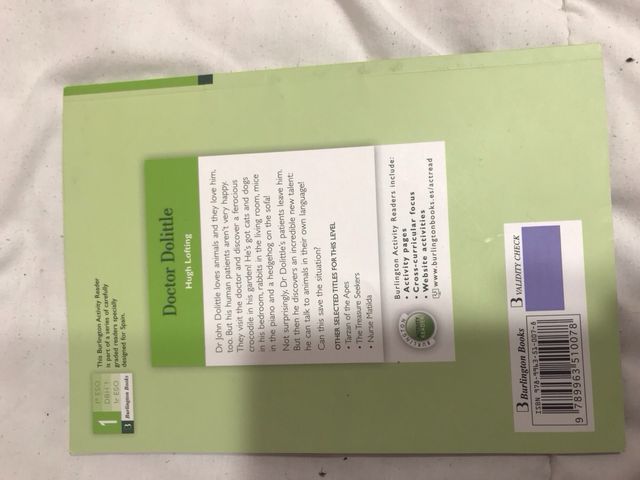 1
1º ESO
DBH 1
1r ESO
Burlington Books
This Burlington Activity Reader
is part of a series of carefully
graded readers specially
designed for Spain.
Doctor Dolittle
Hugh Lofting
Dr John Dolittle loves animals and they love him,
too. But his human patients aren't very happy.
They visit the doctor and discover a ferocious
crocodile in his garden! He's got cats and dogs
in his bedroom, rabbits in the living room, mice
in the piano and a hedgehog on the sofa!
Not surprisingly, Dr Dolittle's patients leave him.
But then he discovers an incredible new talent:
he can talk to animals in their own language!
Can this save the situation?
OTHER SELECTED TITLES FOR THIS LEVEL
• Tarzan of the Apes
• The Treasure Seekers
• Nurse Matilda
Burlington Activity Readers include:
• Activity pages
• Cross-curricular focus
• Website activities
www.burlingtonbooks.es/actread
Burlington Books
ISBN 978-9963-51-007-8
9 789963 510078
B VALIDITY CHECK